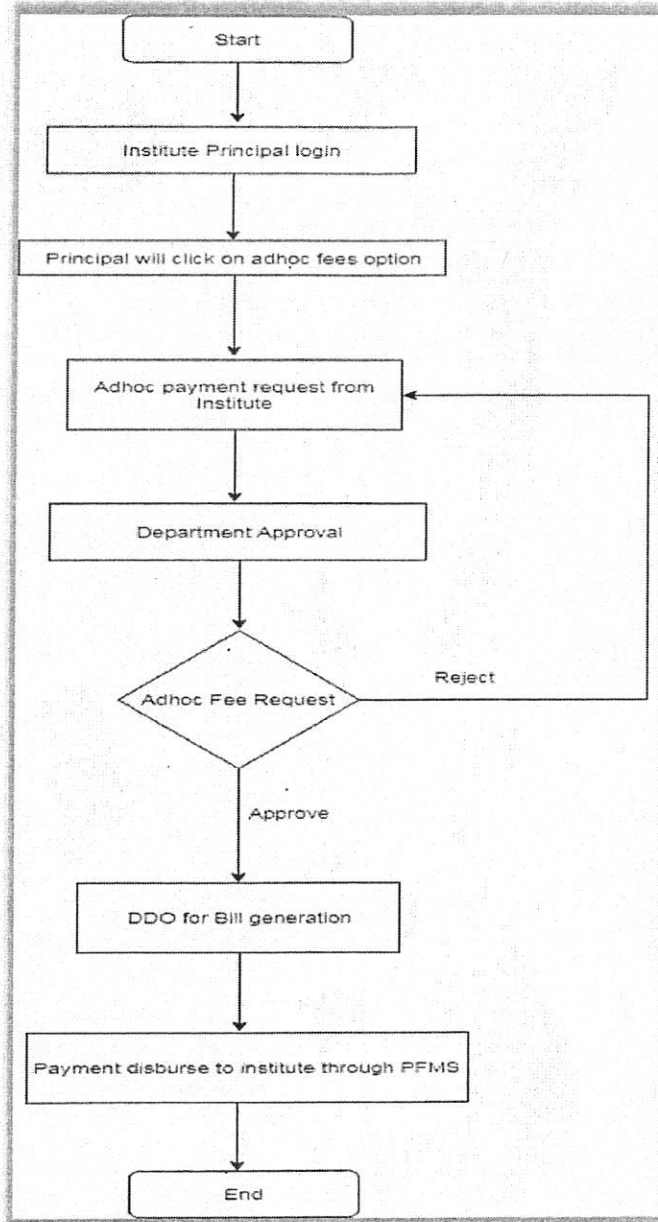 Start
Institute Principal login
Principal will click on adhoc fees option
Adhoc payment request from
Institute
Department Approval
Adhoc Fee Request
Reject
Approve
DDO for Bill generation
Payment disburse to institute through PFMS
End